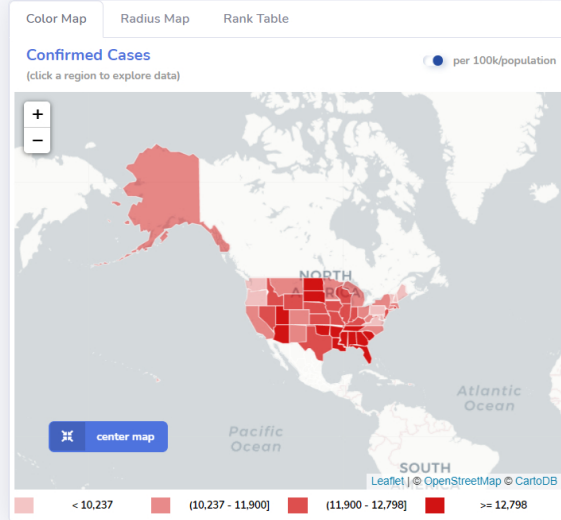 Color Map Radius Map Rank Table
Confirmed Cases
per 100k/population
(click a region to explore data)
+
−
NORTH
AMERICA
Atlantic
Ocean
Pacific
Ocean
center map
SOUTH
AMERICA
Leaflet | © OpenStreetMap © CartoDB
< 10,237 (10,237 - 11,900] (11,900 - 12,798] >= 12,798